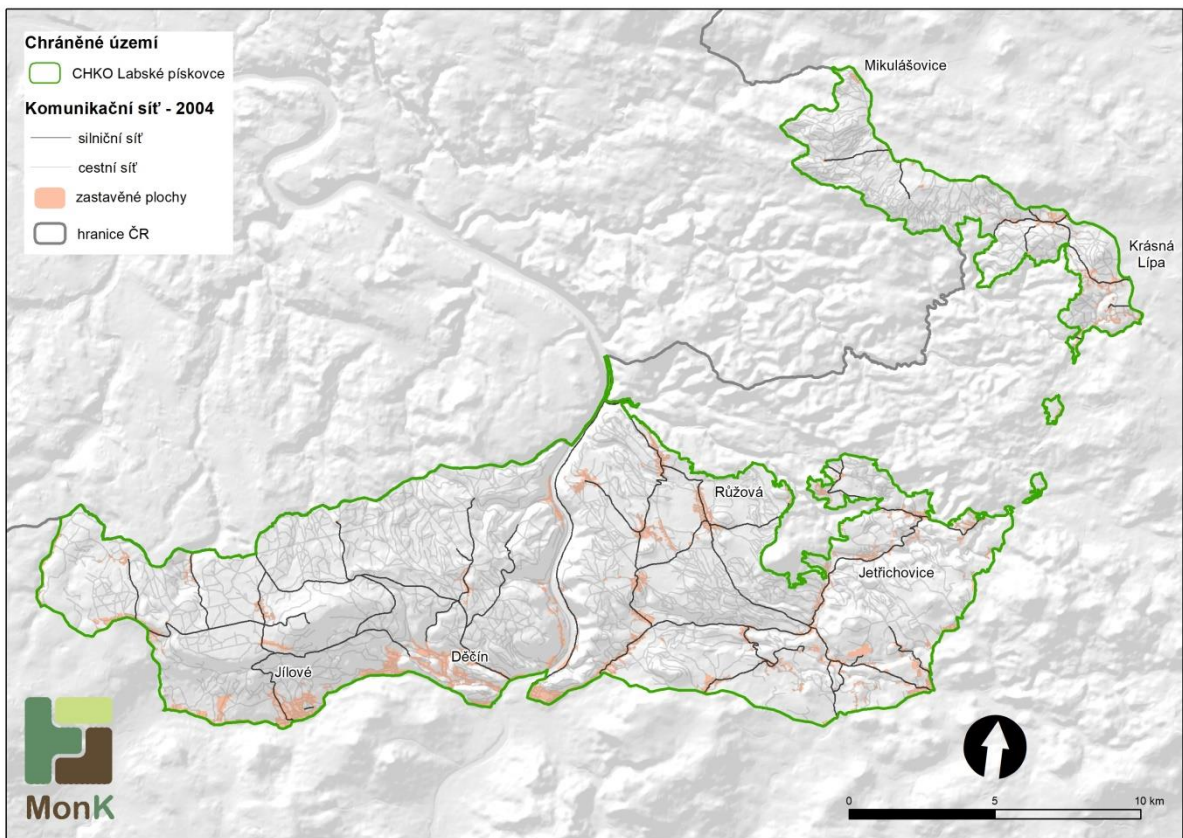 Chráněné území
CHKO Labské pískovce
Komunikační síť - 2004
silniční síť
cestní síť
zastavěné plochy
hranice ČR
Mikulášovice
Krásná
Lípa
Růžová
Jetřichovice
Děčín
Jílové
MonK
0 5 10 km